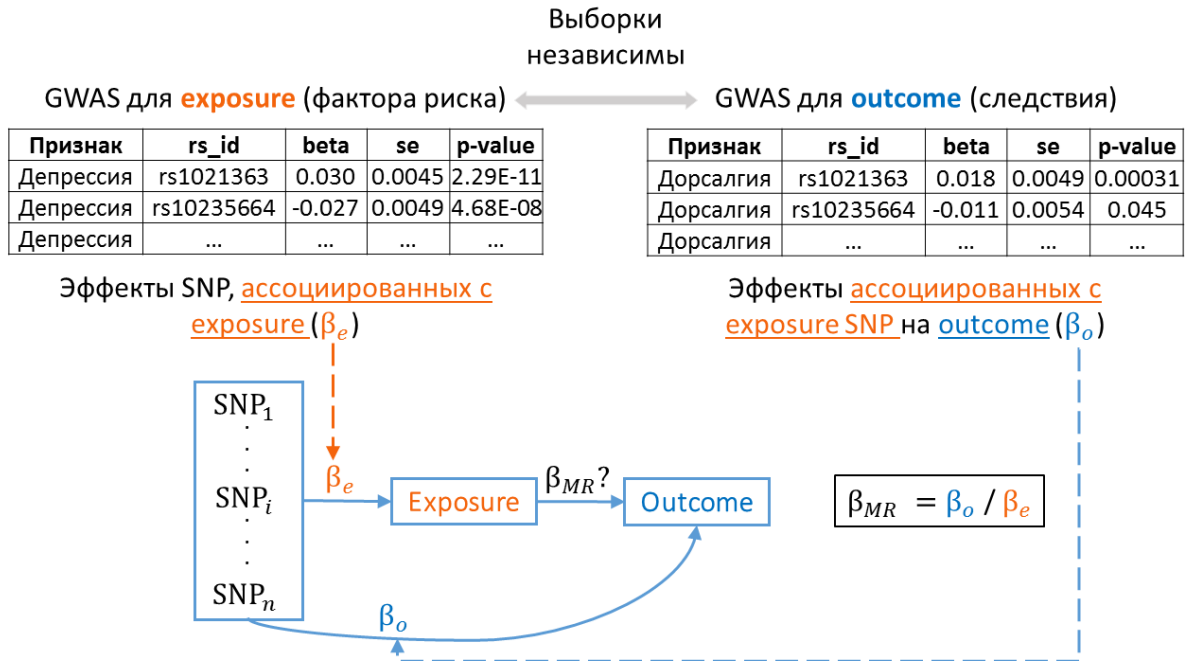 Выборки
независимы
GWAS для exposure (фактора риска)
GWAS для outcome (следствия)
Признак rs_id beta se p-value
Депрессия rs1021363 0.030 0.0045 2.29E-11
Депрессия rs10235664 -0.027 0.0049 4.68E-08
Депрессия ... ... ... ...
Признак rs_id beta se p-value
Дорсалгия rs1021363 0.018 0.0049 0.00031
Дорсалгия rs10235664 -0.011 0.0054 0.045
Дорсалгия ... ... ... ...
Эффекты SNP, ассоциированных с
exposure (βₑ)
Эффекты ассоциированных с
exposure SNP на outcome (βₒ)
SNP₁
.
.
.
SNPᵢ
.
.
.
SNPₙ
βₑ
Exposure
β_MR?
Outcome
β_MR = βₒ / βₑ
βₒ